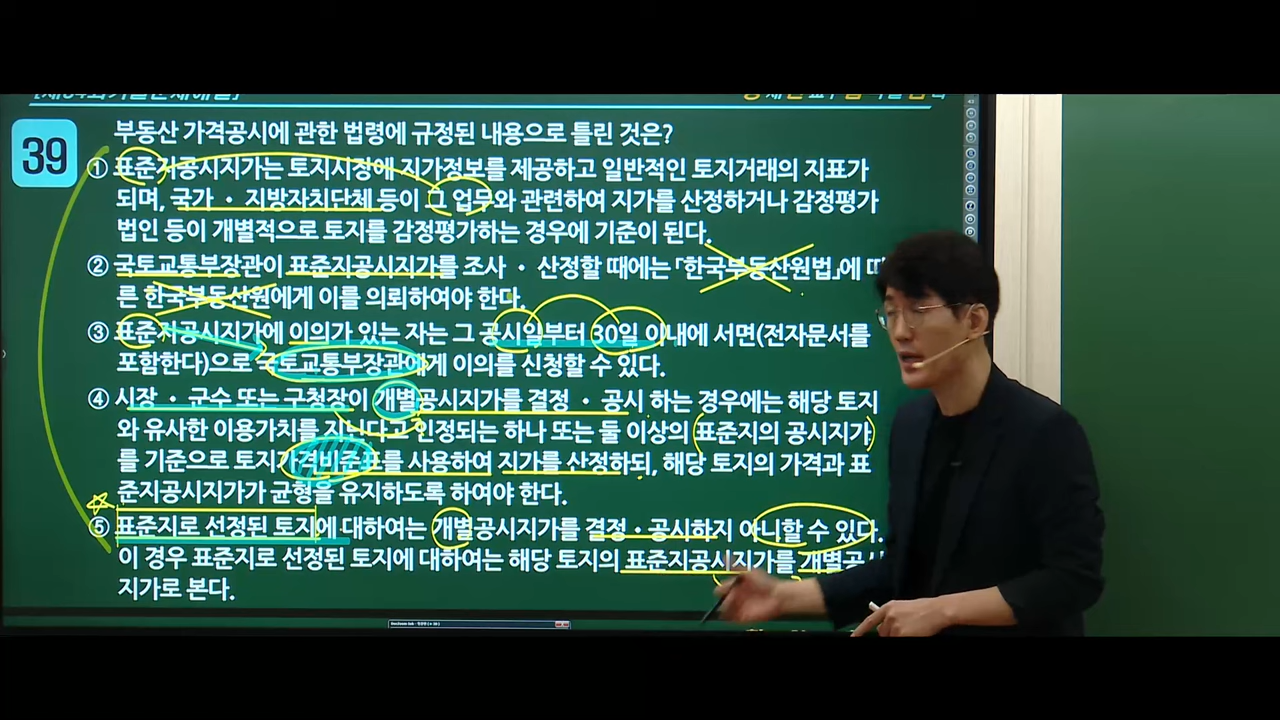 39
부동산 가격공시에 관한 법령에 규정된 내용으로 틀린 것은?
① 표준지공시지가는 토지시장에 지가정보를 제공하고 일반적인 토지거래의 지표가
되며, 국가 · 지방자치단체 등이 그 업무와 관련하여 지가를 산정하거나 감정평가
법인 등이 개별적으로 토지를 감정평가하는 경우에 기준이 된다.
② 국토교통부장관이 표준지공시지가를 조사 · 산정할 때에는 「한국부동산원법」에 따
른 한국부동산원에게 이를 의뢰하여야 한다.
③ 표준지공시지가에 이의가 있는 자는 그 공시일부터 30일 이내에 서면(전자문서를
포함한다)으로 국토교통부장관에게 이의를 신청할 수 있다.
④ 시장 · 군수 또는 구청장이 개별공시지가를 결정 · 공시 하는 경우에는 해당 토지
와 유사한 이용가치를 지닌다고 인정되는 하나 또는 둘 이상의 표준지의 공시지가
를 기준으로 토지가격비준표를 사용하여 지가를 산정하되, 해당 토지의 가격과 표
준지공시지가가 균형을 유지하도록 하여야 한다.
⑤ 표준지로 선정된 토지에 대하여는 개별공시지가를 결정 · 공시하지 아니할 수 있다.
이 경우 표준지로 선정된 토지에 대하여는 해당 토지의 표준지공시지가를 개별공시
지가로 본다.